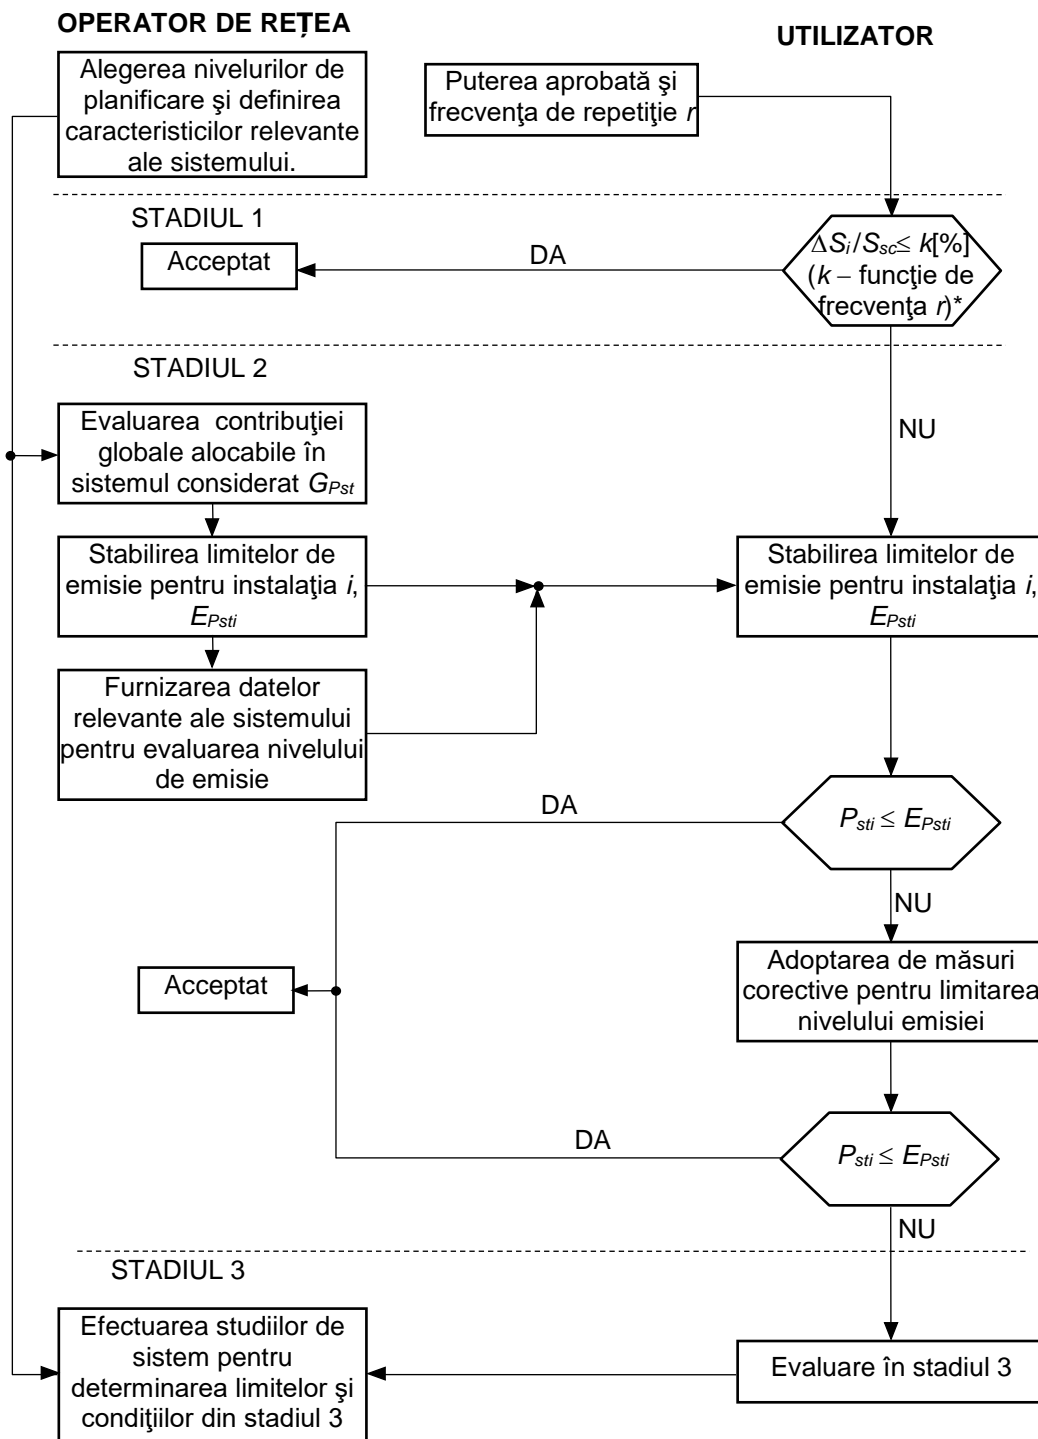 OPERATOR DE REȚEA
UTILIZATOR
Alegerea nivelurilor de
planificare şi definirea
caracteristicilor relevante
ale sistemului.
Puterea aprobată şi
frecvenţa de repetiţie r
STADIUL 1
Acceptat
DA
ΔSi/Ssc≤ k[%]
(k – funcţie de
frecvenţa r)*
STADIUL 2
NU
Evaluarea contribuţiei
globale alocabile în
sistemul considerat GPst
Stabilirea limitelor de
emisie pentru instalaţia i,
EPsti
Stabilirea limitelor de
emisie pentru instalaţia i,
EPsti
Furnizarea datelor
relevante ale sistemului
pentru evaluarea nivelului
de emisie
DA
Psti ≤ EPsti
NU
Acceptat
Adoptarea de măsuri
corective pentru limitarea
nivelului emisiei
DA
Psti ≤ EPsti
NU
STADIUL 3
Efectuarea studiilor de
sistem pentru
determinarea limitelor şi
condiţiilor din stadiul 3
Evaluare în stadiul 3